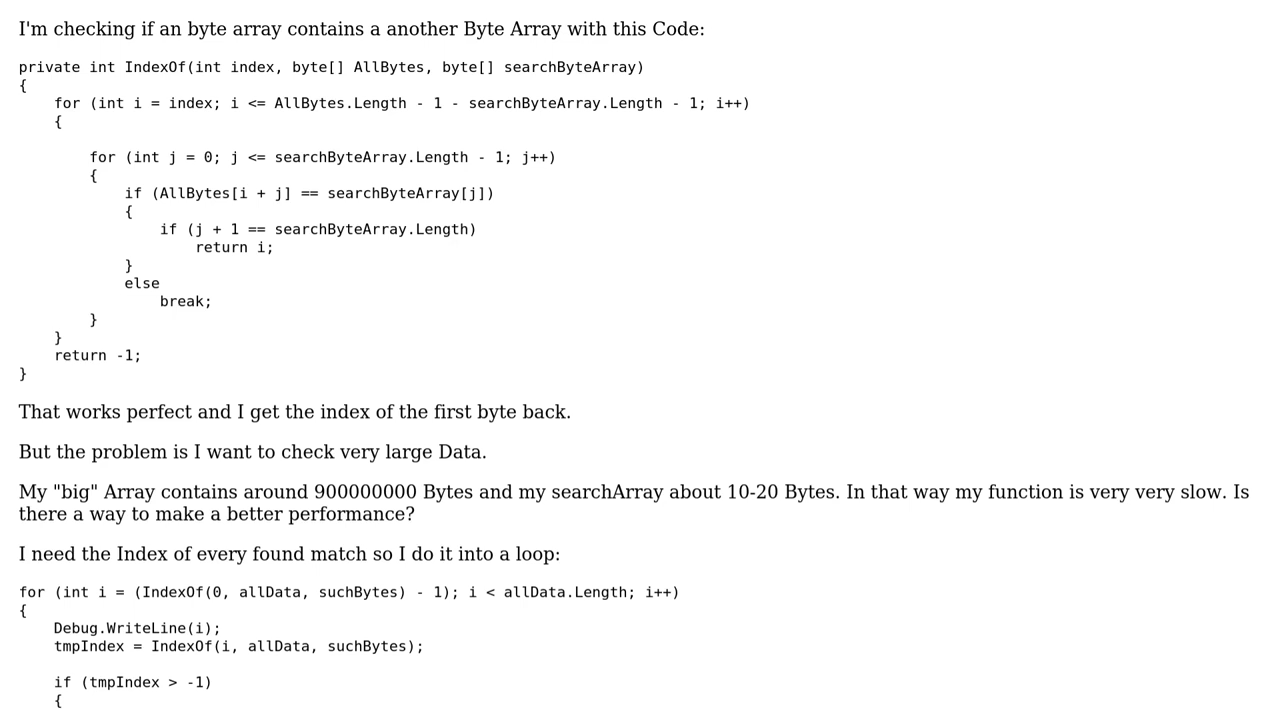 I'm checking if an byte array contains a another Byte Array with this Code:
private int IndexOf(int index, byte[] AllBytes, byte[] searchByteArray)
{
    for (int i = index; i <= AllBytes.Length - 1 - searchByteArray.Length - 1; i++)
    {
        for (int j = 0; j <= searchByteArray.Length - 1; j++)
        {
            if (AllBytes[i + j] == searchByteArray[j])
            {
                if (j + 1 == searchByteArray.Length)
                    return i;
            }
            else
                break;
        }
    }
    return -1;
}
That works perfect and I get the index of the first byte back.
But the problem is I want to check very large Data.
My "big" Array contains around 900000000 Bytes and my searchArray about 10-20 Bytes. In that way my function is very very slow. Is
there a way to make a better performance?
I need the Index of every found match so I do it into a loop:
for (int i = (IndexOf(0, allData, suchBytes) - 1); i < allData.Length; i++)
{
    Debug.WriteLine(i);
    tmpIndex = IndexOf(i, allData, suchBytes);
    if (tmpIndex > -1)
    {